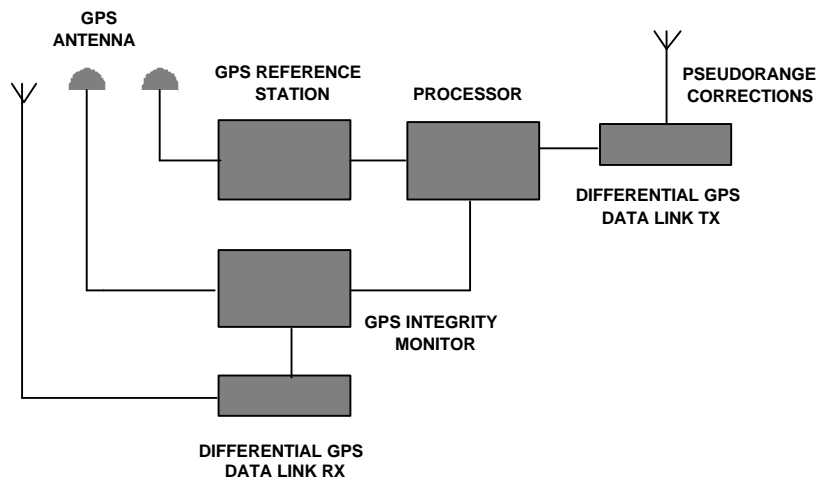 GPS
ANTENNA
GPS REFERENCE
STATION
PROCESSOR
PSEUDORANGE
CORRECTIONS
DIFFERENTIAL GPS
DATA LINK TX
GPS INTEGRITY
MONITOR
DIFFERENTIAL GPS
DATA LINK RX